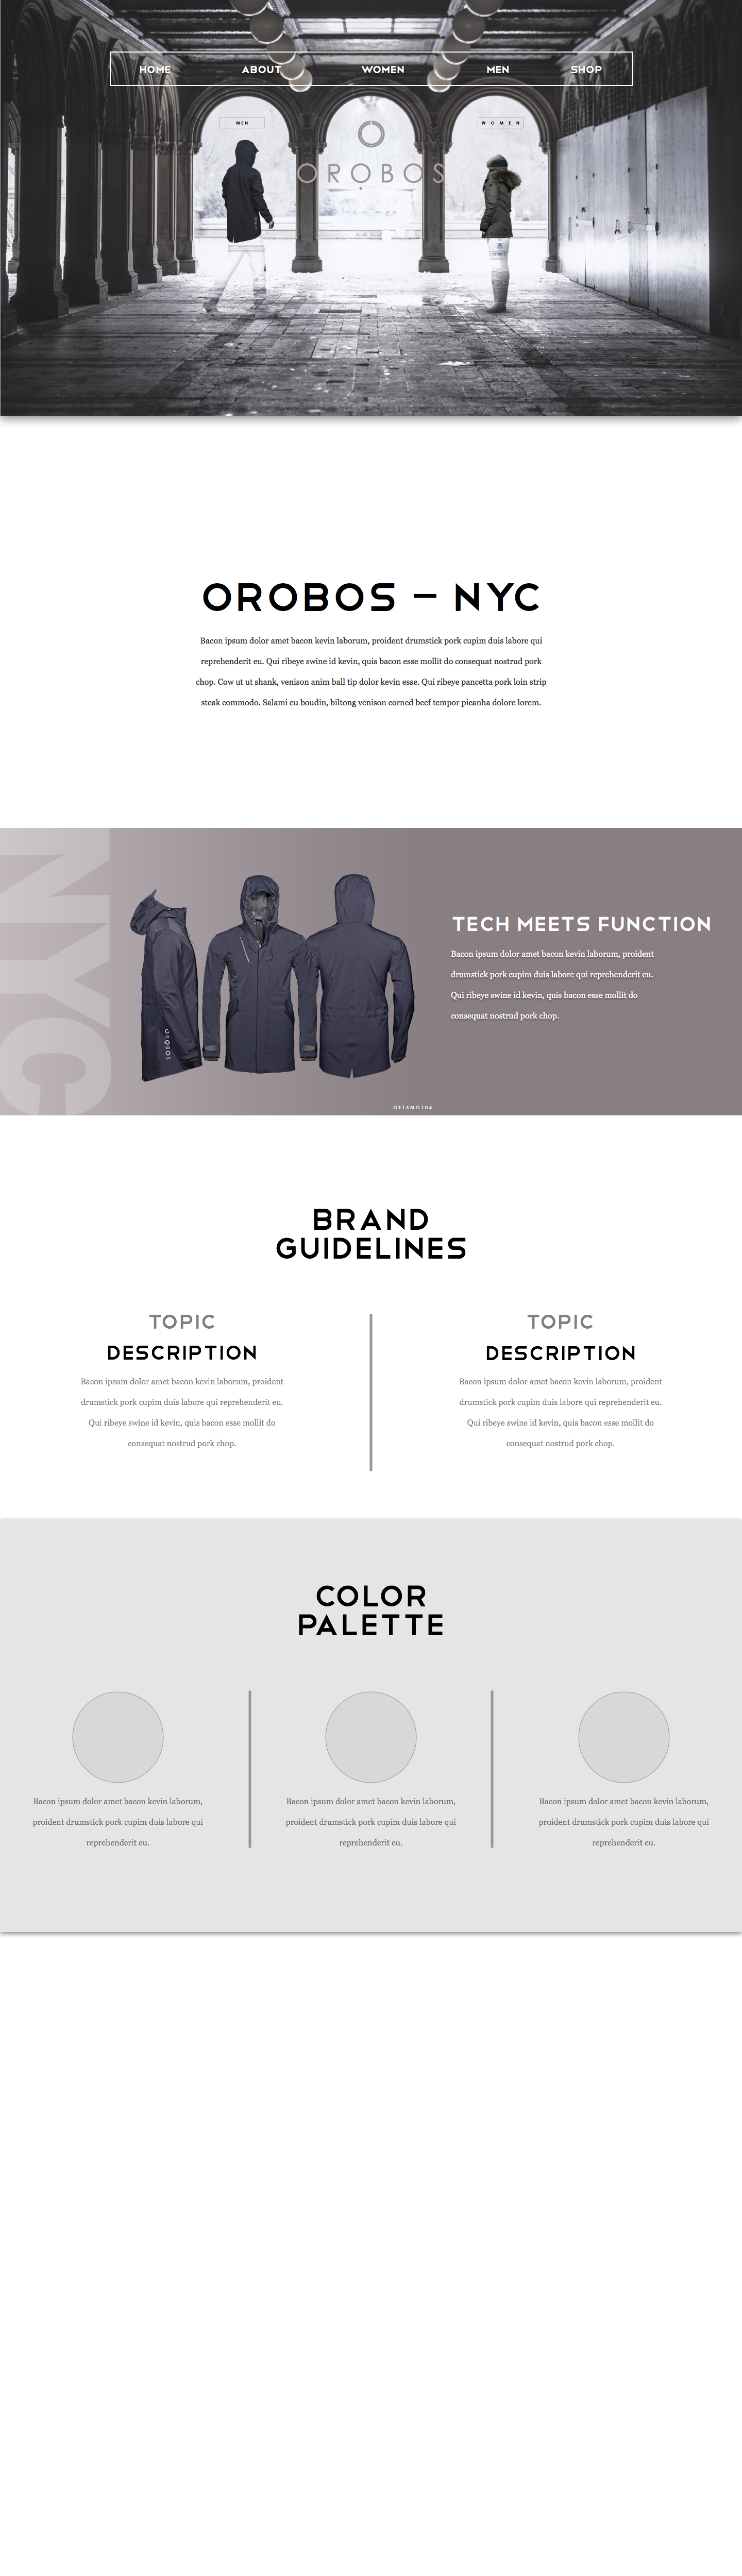 HOME ABOUT WOMEN MEN SHOP
MEN
WOMEN
OROBOS
OROBOS – NYC
Bacon ipsum dolor amet bacon kevin laborum, proident drumstick pork cupim duis labore qui
reprehenderit eu. Qui ribeye swine id kevin, quis bacon esse mollit do consequat nostrud pork
chop. Cow ut ut shank, venison anim ball tip dolor kevin esse. Qui ribeye pancetta pork loin strip
steak commodo. Salami eu boudin, biltong venison corned beef tempor picanha dolore lorem.
NYC
OROBOS
TECH MEETS FUNCTION
Bacon ipsum dolor amet bacon kevin laborum, proident
drumstick pork cupim duis labore qui reprehenderit eu.
Qui ribeye swine id kevin, quis bacon esse mollit do
consequat nostrud pork chop.
OF15MO104
BRAND
GUIDELINES
TOPIC
DESCRIPTION
Bacon ipsum dolor amet bacon kevin laborum, proident
drumstick pork cupim duis labore qui reprehenderit eu.
Qui ribeye swine id kevin, quis bacon esse mollit do
consequat nostrud pork chop.
TOPIC
DESCRIPTION
Bacon ipsum dolor amet bacon kevin laborum, proident
drumstick pork cupim duis labore qui reprehenderit eu.
Qui ribeye swine id kevin, quis bacon esse mollit do
consequat nostrud pork chop.
COLOR
PALETTE
Bacon ipsum dolor amet bacon kevin laborum,
proident drumstick pork cupim duis labore qui
reprehenderit eu.
Bacon ipsum dolor amet bacon kevin laborum,
proident drumstick pork cupim duis labore qui
reprehenderit eu.
Bacon ipsum dolor amet bacon kevin laborum,
proident drumstick pork cupim duis labore qui
reprehenderit eu.